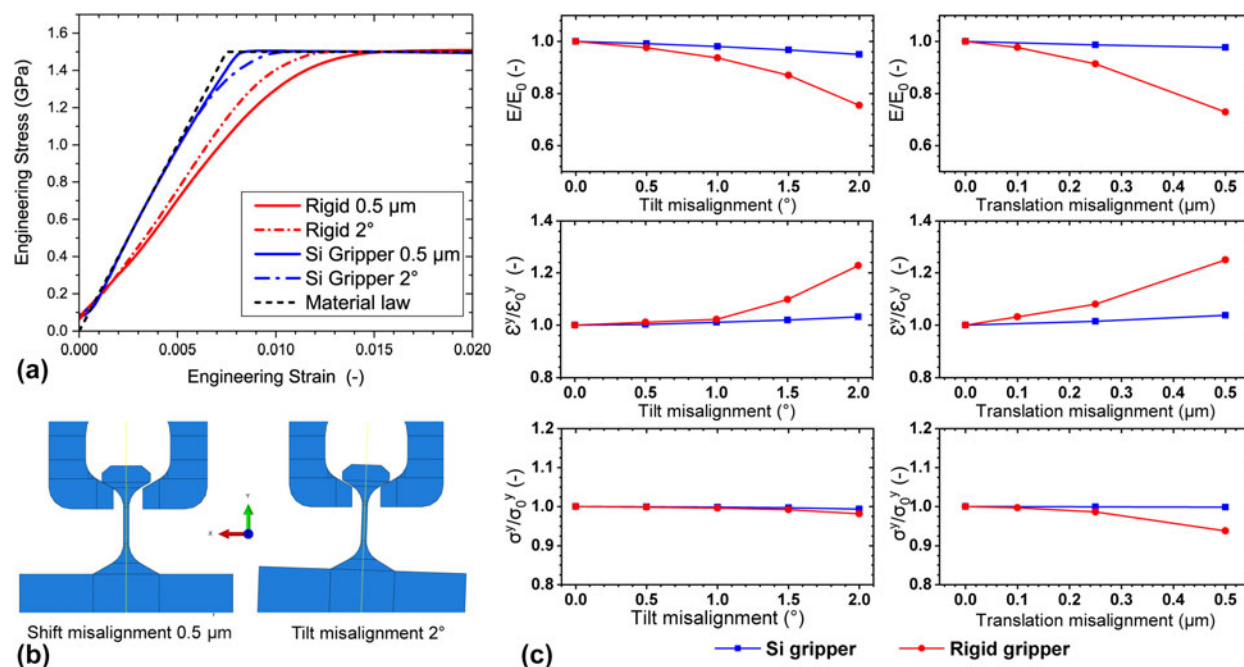 Engineering Stress (GPa)
1.6
1.4
1.2
1.0
0.8
0.6
0.4
0.2
0.0
Rigid 0.5 µm
Rigid 2°
Si Gripper 0.5 µm
Si Gripper 2°
Material law
0.000 0.005 0.010 0.015 0.020
Engineering Strain (-)
(a)
Y
X
Shift misalignment 0.5 µm
Tilt misalignment 2°
(b)
E/E₀ (-)
1.0
0.8
0.6
0.0 0.5 1.0 1.5 2.0
Tilt misalignment (°)
E/E₀ (-)
1.0
0.8
0.6
0.0 0.1 0.2 0.3 0.4 0.5
Translation misalignment (µm)
εʸ/ε₀ʸ (-)
1.4
1.2
1.0
0.8
0.0 0.5 1.0 1.5 2.0
Tilt misalignment (°)
εʸ/ε₀ʸ (-)
1.4
1.2
1.0
0.8
0.0 0.1 0.2 0.3 0.4 0.5
Translation misalignment (µm)
σʸ/σ₀ʸ (-)
1.2
1.1
1.0
0.9
0.8
0.0 0.5 1.0 1.5 2.0
Tilt misalignment (°)
σʸ/σ₀ʸ (-)
1.2
1.1
1.0
0.9
0.8
0.0 0.1 0.2 0.3 0.4 0.5
Translation misalignment (µm)
(c)
Si gripper
Rigid gripper